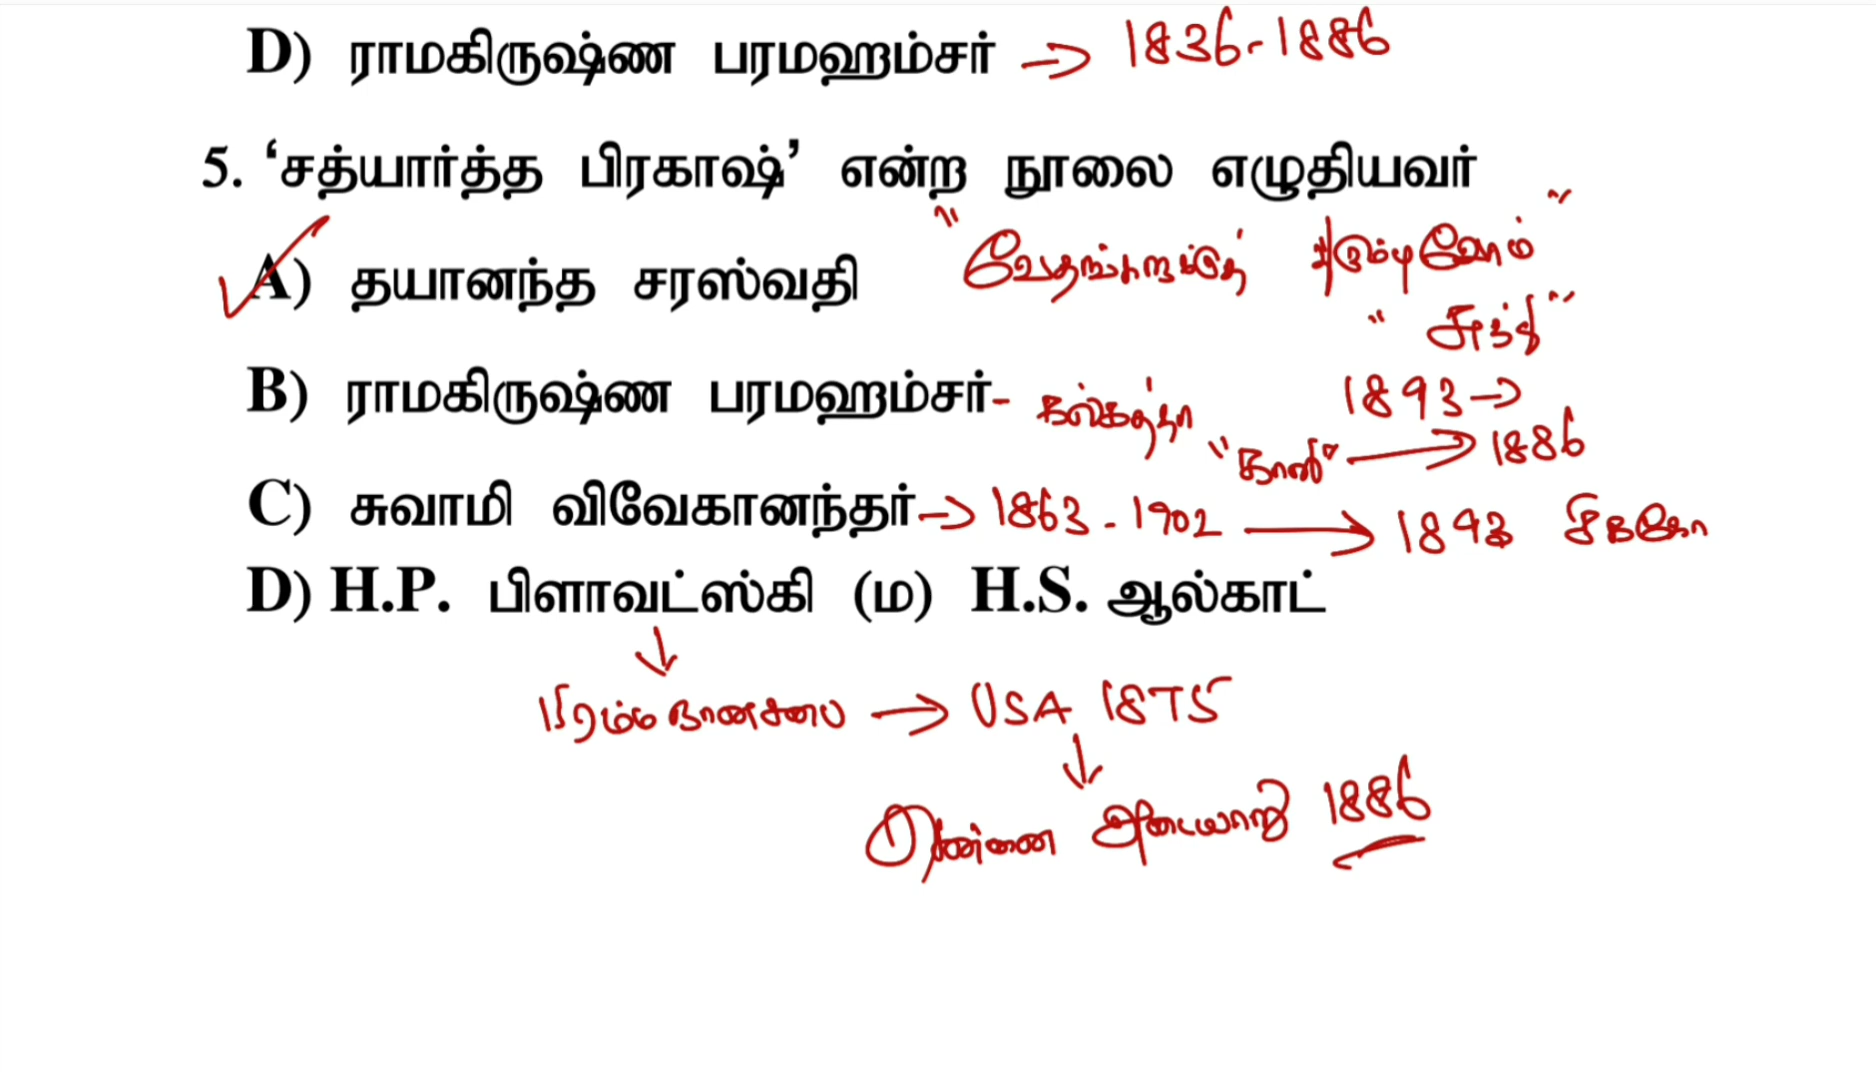 D) ராமகிருஷ்ண பரமஹம்சர் → 1836-1886
5. ‘சத்யார்த்த பிரகாஷ்’ என்ற நூலை எழுதியவர்
A) தயானந்த சரஸ்வதி "வேதங்களுக்குத் திரும்புவோம்"
"சுத்தி"
B) ராமகிருஷ்ண பரமஹம்சர் - கல்கத்தா 1893→
"காளி" → 1886
C) சுவாமி விவேகானந்தர் → 1863 - 1902 → 1893 சிகாகோ
D) H.P. பிளாவட்ஸ்கி (ம) H.S. ஆல்காட்
↓
பிரம்மஞானசபை → USA 1875
↓
சென்னை அடையாறு 1886